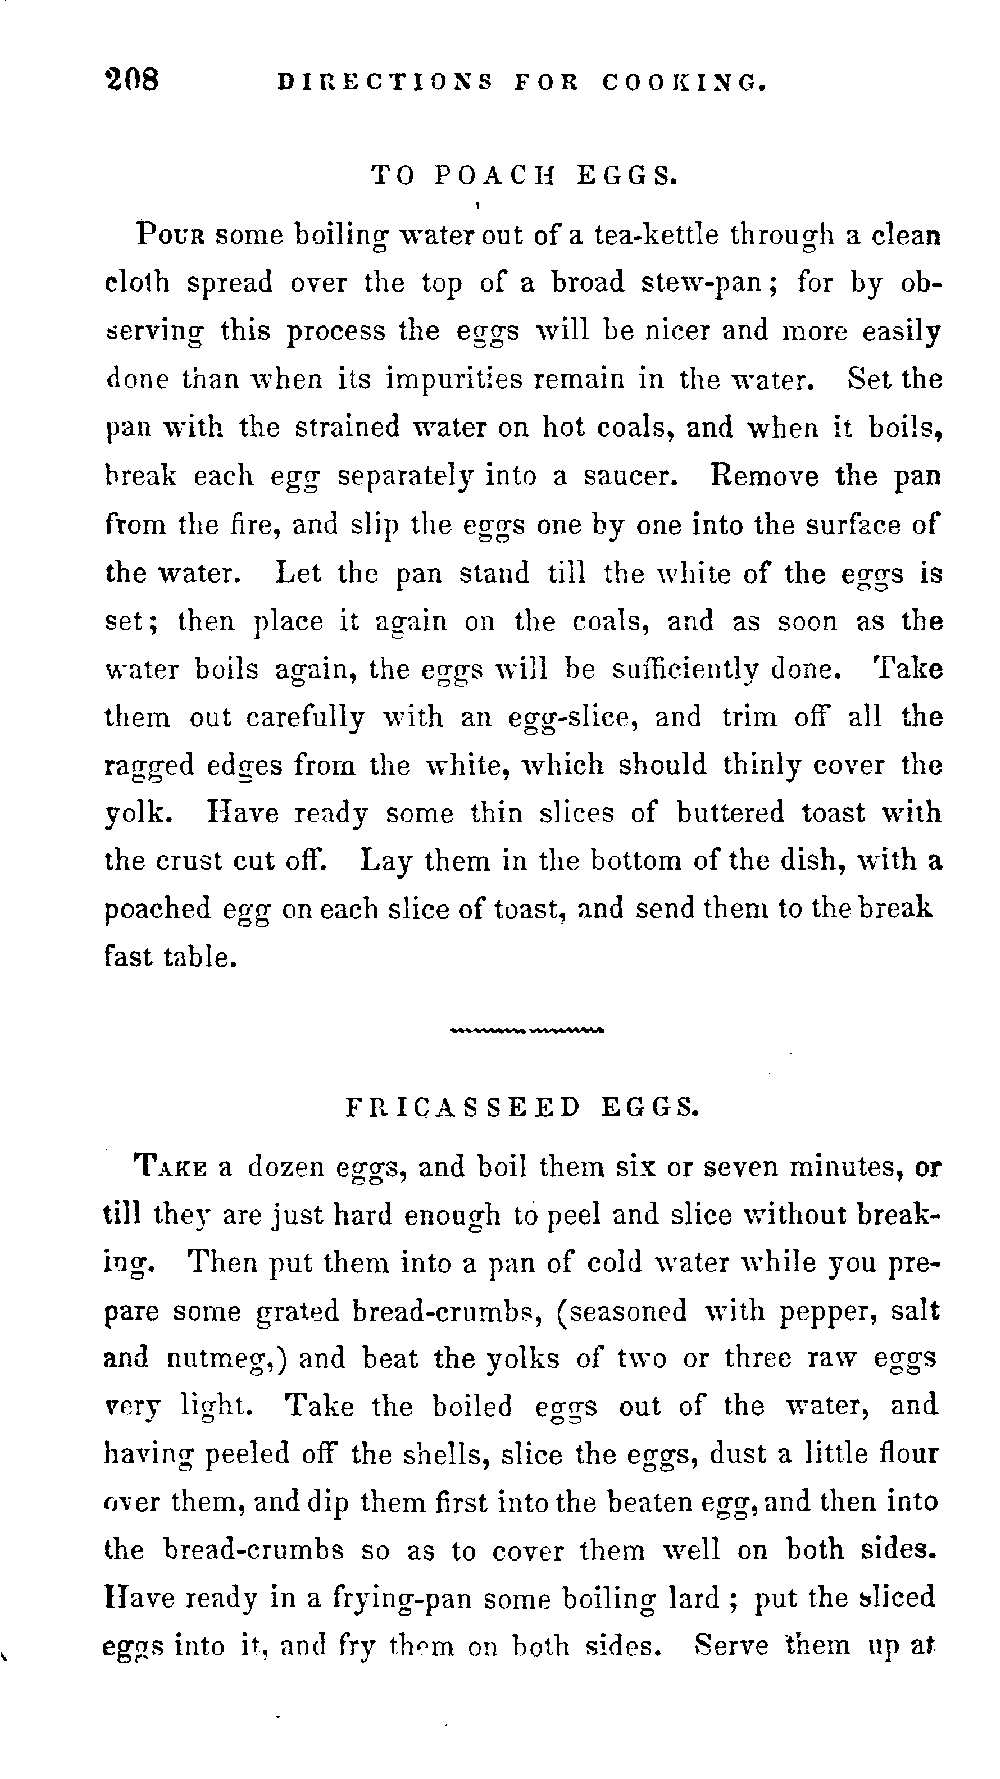 208 DIRECTIONS FOR COOKING.
TO POACH EGGS.
Pour some boiling water out of a tea-kettle through a clean
cloth spread over the top of a broad stew-pan; for by ob-
serving this process the eggs will be nicer and more easily
done than when its impurities remain in the water. Set the
pan with the strained water on hot coals, and when it boils,
break each egg separately into a saucer. Remove the pan
from the fire, and slip the eggs one by one into the surface of
the water. Let the pan stand till the white of the eggs is
set; then place it again on the coals, and as soon as the
water boils again, the eggs will be sufficiently done. Take
them out carefully with an egg-slice, and trim off all the
ragged edges from the white, which should thinly cover the
yolk. Have ready some thin slices of buttered toast with
the crust cut off. Lay them in the bottom of the dish, with a
poached egg on each slice of toast, and send them to the break
fast table.
FRICASSEED EGGS.
Take a dozen eggs, and boil them six or seven minutes, or
till they are just hard enough to peel and slice without break-
ing. Then put them into a pan of cold water while you pre-
pare some grated bread-crumbs, (seasoned with pepper, salt
and nutmeg,) and beat the yolks of two or three raw eggs
very light. Take the boiled eggs out of the water, and
having peeled off the shells, slice the eggs, dust a little flour
over them, and dip them first into the beaten egg, and then into
the bread-crumbs so as to cover them well on both sides.
Have ready in a frying-pan some boiling lard ; put the sliced
eggs into it, and fry them on both sides. Serve them up at